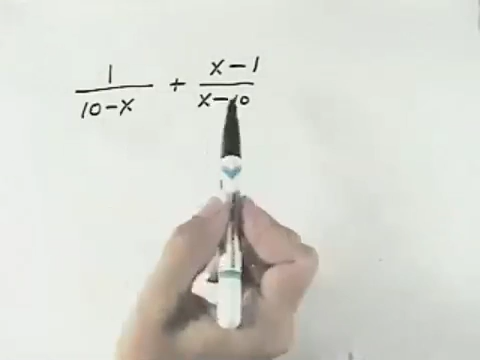 1/(10-x) + (x-1)/(x-10)